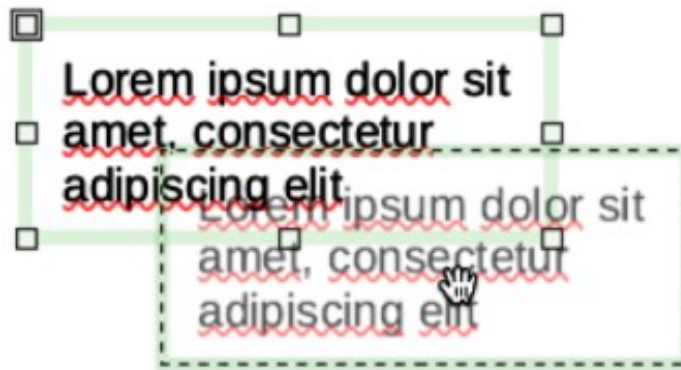 Lorem ipsum dolor sit
amet, consectetur
adipiscing elit
Lorem ipsum dolor sit
amet, consectetur
adipiscing elit